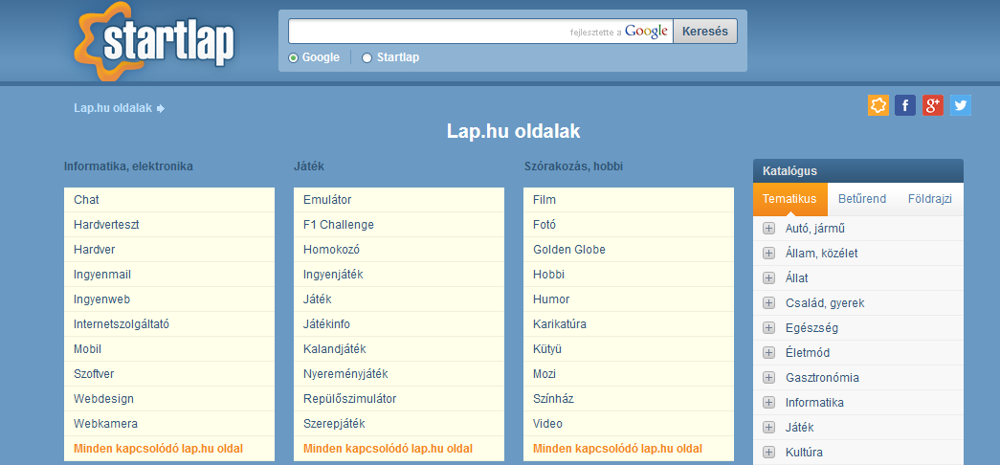 startlap
fejlesztette a Google
Keresés
Google
Startlap
Lap.hu oldalak
f
g+
Lap.hu oldalak
Informatika, elektronika
Chat
Hardverteszt
Hardver
Ingyenmail
Ingyenweb
Internetszolgáltató
Mobil
Szoftver
Webdesign
Webkamera
Minden kapcsolódó lap.hu oldal
Játék
Emulátor
F1 Challenge
Homokozó
Ingyenjáték
Játék
Játékinfo
Kalandjáték
Nyereményjáték
Repülőszimulátor
Szerepjáték
Minden kapcsolódó lap.hu oldal
Szórakozás, hobbi
Film
Fotó
Golden Globe
Hobbi
Humor
Karikatúra
Kütyü
Mozi
Színház
Video
Minden kapcsolódó lap.hu oldal
Katalógus
Tematikus
Betűrend
Földrajzi
Autó, jármű
Állam, közélet
Állat
Család, gyerek
Egészség
Életmód
Gasztronómia
Informatika
Játék
Kultúra